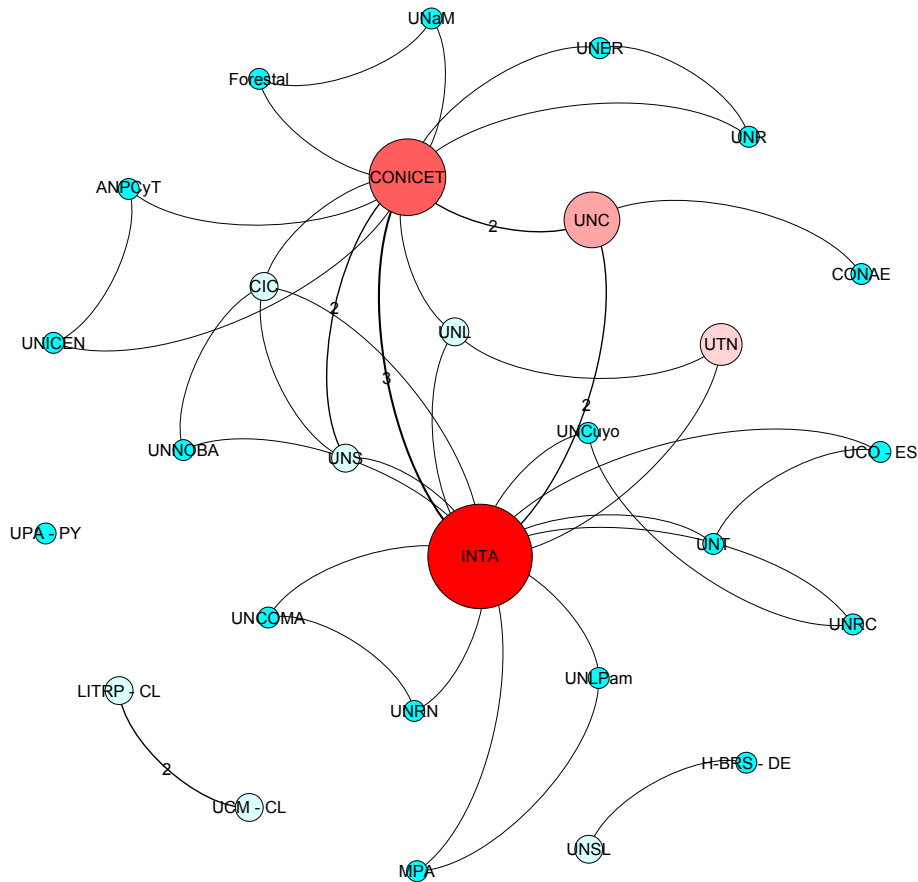 UNaM
UNER
Forestal
UNR
CONICET
ANPCyT
UNC
2
CONAE
CIC
2
UNL
UNICEN
UTN
3
2
UNCuyo
UNNOBA
UNS
UCO - ES
UPA - PY
UNT
INTA
UNCOMA
UNRC
UNLPam
LITRP - CL
UNRN
H-BRS - DE
2
UCM - CL
UNSL
MPA